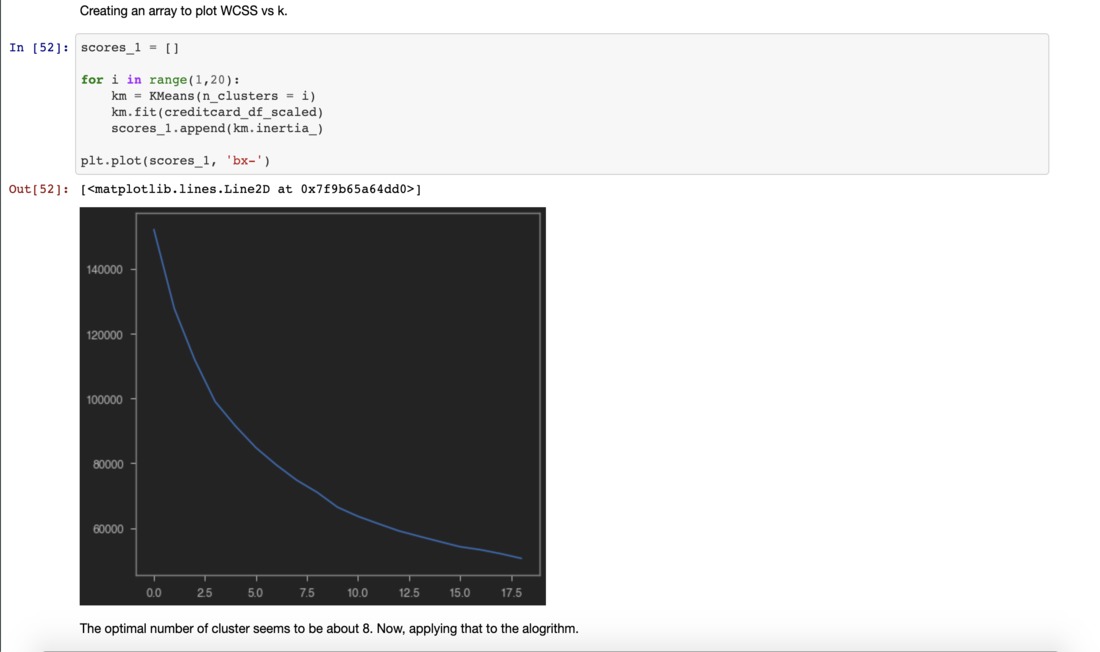 Creating an array to plot WCSS vs k.
In [52]: scores_1 = []
for i in range(1,20):
    km = KMeans(n_clusters = i)
    km.fit(creditcard_df_scaled)
    scores_1.append(km.inertia_)
plt.plot(scores_1, 'bx-')
Out[52]: [<matplotlib.lines.Line2D at 0x7f9b65a64dd0>]
140000
120000
100000
80000
60000
0.0 2.5 5.0 7.5 10.0 12.5 15.0 17.5
The optimal number of cluster seems to be about 8. Now, applying that to the alogrithm.